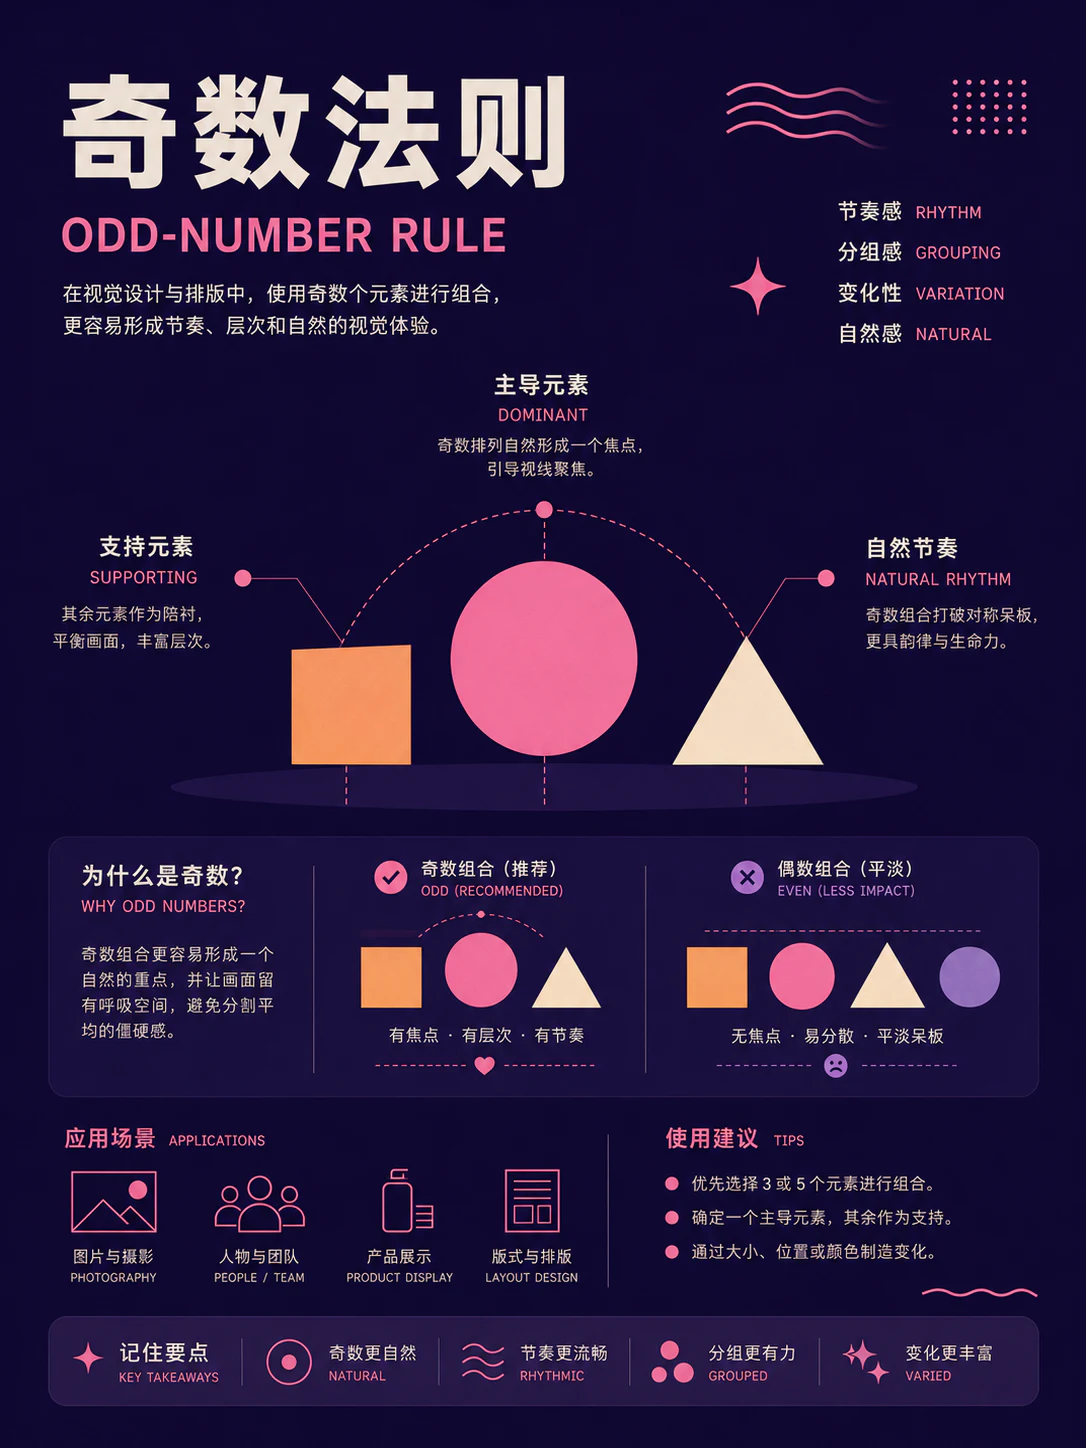 奇数法则
ODD-NUMBER RULE
在视觉设计与排版中，使用奇数个元素进行组合，
更容易形成节奏、层次和自然的视觉体验。
节奏感 RHYTHM
分组感 GROUPING
变化性 VARIATION
自然感 NATURAL
主导元素
DOMINANT
奇数排列自然形成一个焦点，
引导视线聚焦。
支持元素
SUPPORTING
其余元素作为陪衬，
平衡画面，丰富层次。
自然节奏
NATURAL RHYTHM
奇数组合打破对称呆板，
更具韵律与生命力。
为什么是奇数？
WHY ODD NUMBERS?
奇数组合更容易形成一个
自然的重点，并让画面留
有呼吸空间，避免分割平
均的僵硬感。
奇数组合（推荐）
ODD (RECOMMENDED)
有焦点 · 有层次 · 有节奏
偶数组合（平淡）
EVEN (LESS IMPACT)
无焦点 · 易分散 · 平淡呆板
应用场景 APPLICATIONS
图片与摄影
PHOTOGRAPHY
人物与团队
PEOPLE / TEAM
产品展示
PRODUCT DISPLAY
版式与排版
LAYOUT DESIGN
使用建议 TIPS
优先选择 3 或 5 个元素进行组合。
确定一个主导元素，其余作为支持。
通过大小、位置或颜色制造变化。
记住要点
KEY TAKEAWAYS
奇数更自然
NATURAL
节奏更流畅
RHYTHMIC
分组更有力
GROUPED
变化更丰富
VARIED